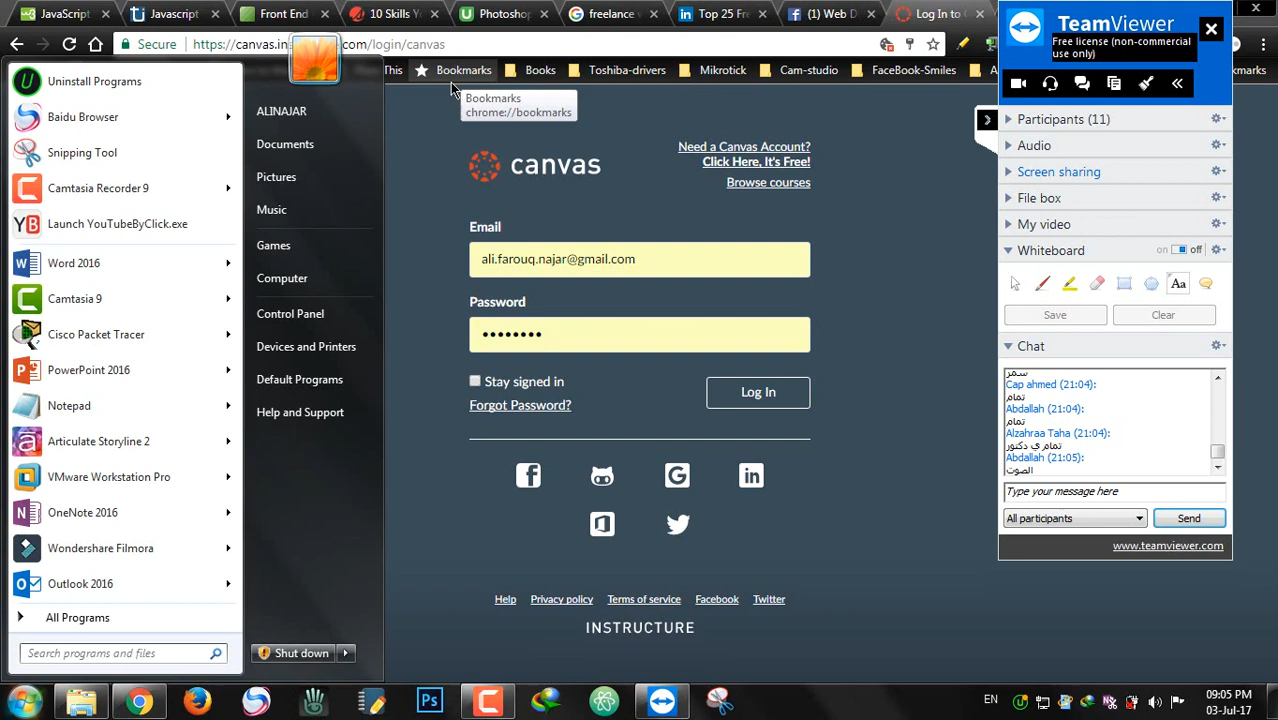 JavaScript
Javascript
Front End
10 Skills Y
Photoshop
freelance w
Top 25 Fre
(1) Web D
Log In to
Secure
https://canvas.in
.com/login/canvas
This
Bookmarks
Books
Toshiba-drivers
Mikrotick
Cam-studio
FaceBook-Smiles
Bookmarks
chrome://bookmarks
Uninstall Programs
Baidu Browser
Snipping Tool
Camtasia Recorder 9
Launch YouTubeByClick.exe
Word 2016
Camtasia 9
Cisco Packet Tracer
PowerPoint 2016
Notepad
Articulate Storyline 2
VMware Workstation Pro
OneNote 2016
Wondershare Filmora
Outlook 2016
All Programs
Search programs and files
ALINAJAR
Documents
Pictures
Music
Games
Computer
Control Panel
Devices and Printers
Default Programs
Help and Support
Shut down
canvas
Need a Canvas Account?
Click Here, It's Free!
Browse courses
Email
ali.farouq.najar@gmail.com
Password
Stay signed in
Forgot Password?
Log In
Help
Privacy policy
Terms of service
Facebook
Twitter
INSTRUCTURE
TeamViewer
Free license (non-commercial
use only)
Participants (11)
Audio
Screen sharing
File box
My video
Whiteboard
on
off
Aa
Save
Clear
Chat
سمر
Cap ahmed (21:04):
تمام
Abdallah (21:04):
تمام
Alzahraa Taha (21:04):
تمام ي دكتور
Abdallah (21:05):
الصوت
Type your message here
All participants
Send
www.teamviewer.com
Ps
EN
09:05 PM
03-Jul-17